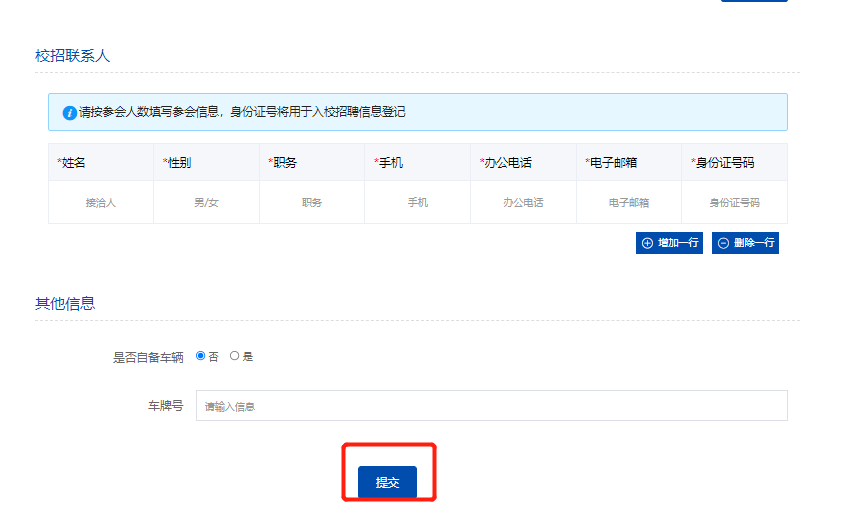 校招联系人
请按参会人数填写参会信息，身份证号将用于入校招聘信息登记
*姓名 *性别 *职务 *手机 *办公电话 *电子邮箱 *身份证号码
接洽人 男/女 职务 手机 办公电话 电子邮箱 身份证号码
增加一行 删除一行
其他信息
是否自备车辆 否 是
车牌号 请输入信息
提交